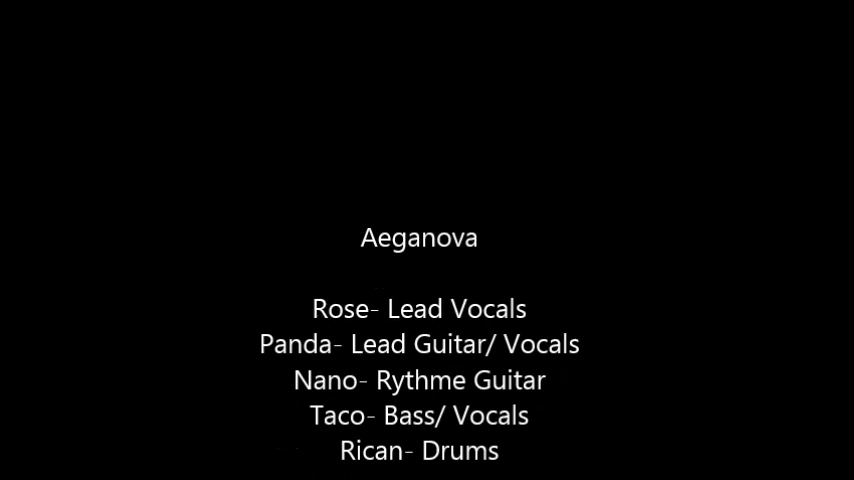 Aeganova
Rose- Lead Vocals
Panda- Lead Guitar/ Vocals
Nano- Rythme Guitar
Taco- Bass/ Vocals
Rican- Drums